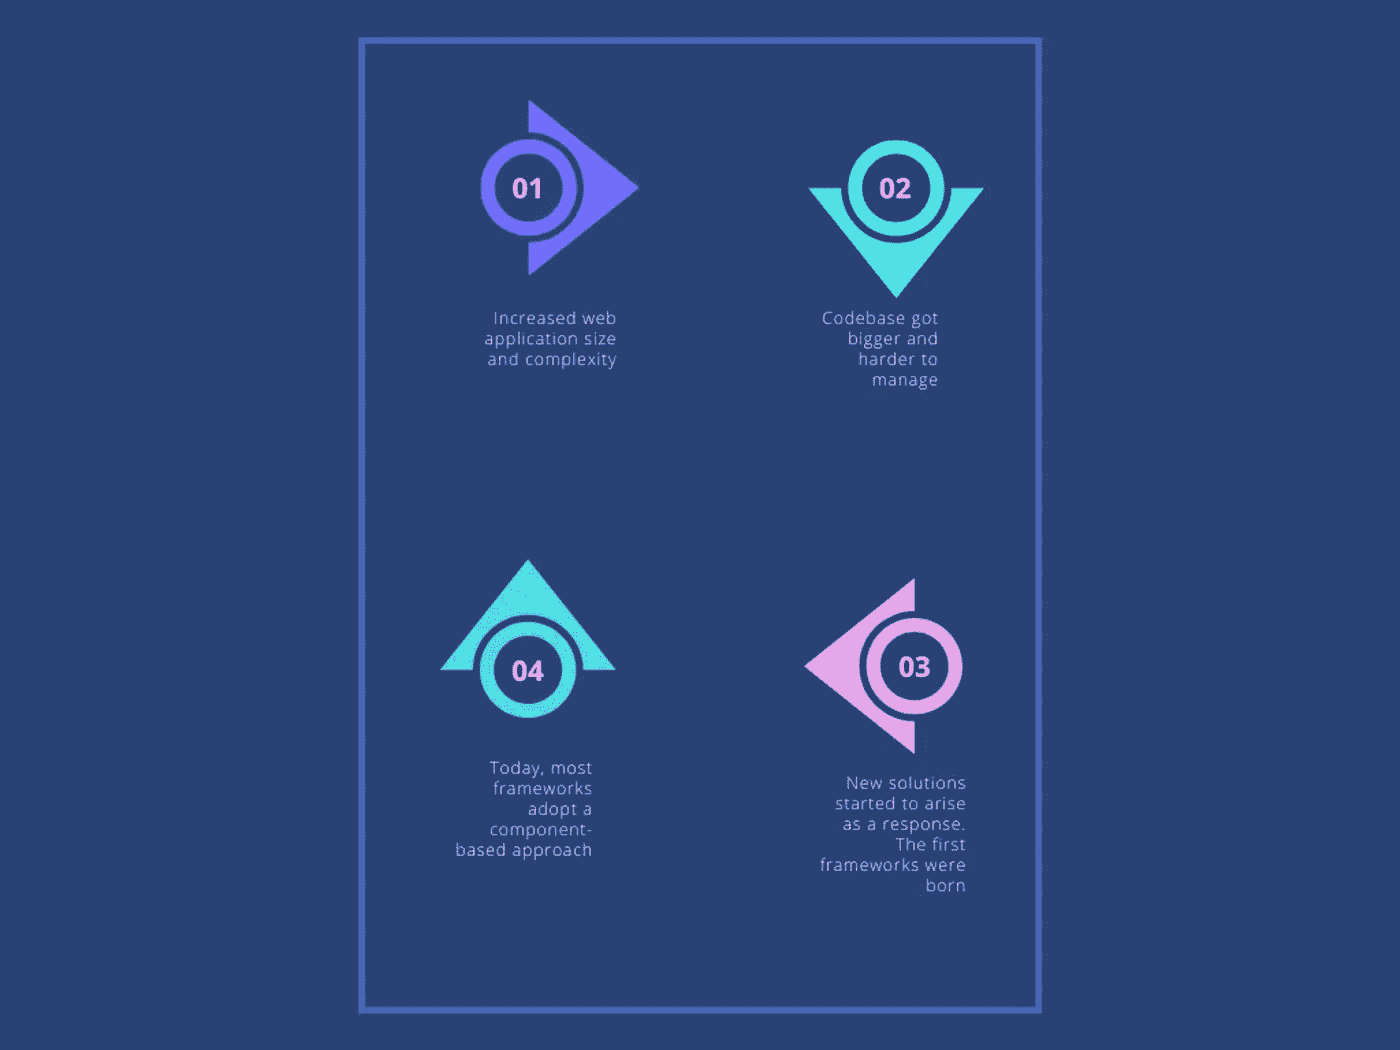 01
Increased web
application size
and complexity
02
Codebase got
bigger and
harder to
manage
03
New solutions
started to arise
as a response.
The first
frameworks were
born
04
Today, most
frameworks
adopt a
component-
based approach